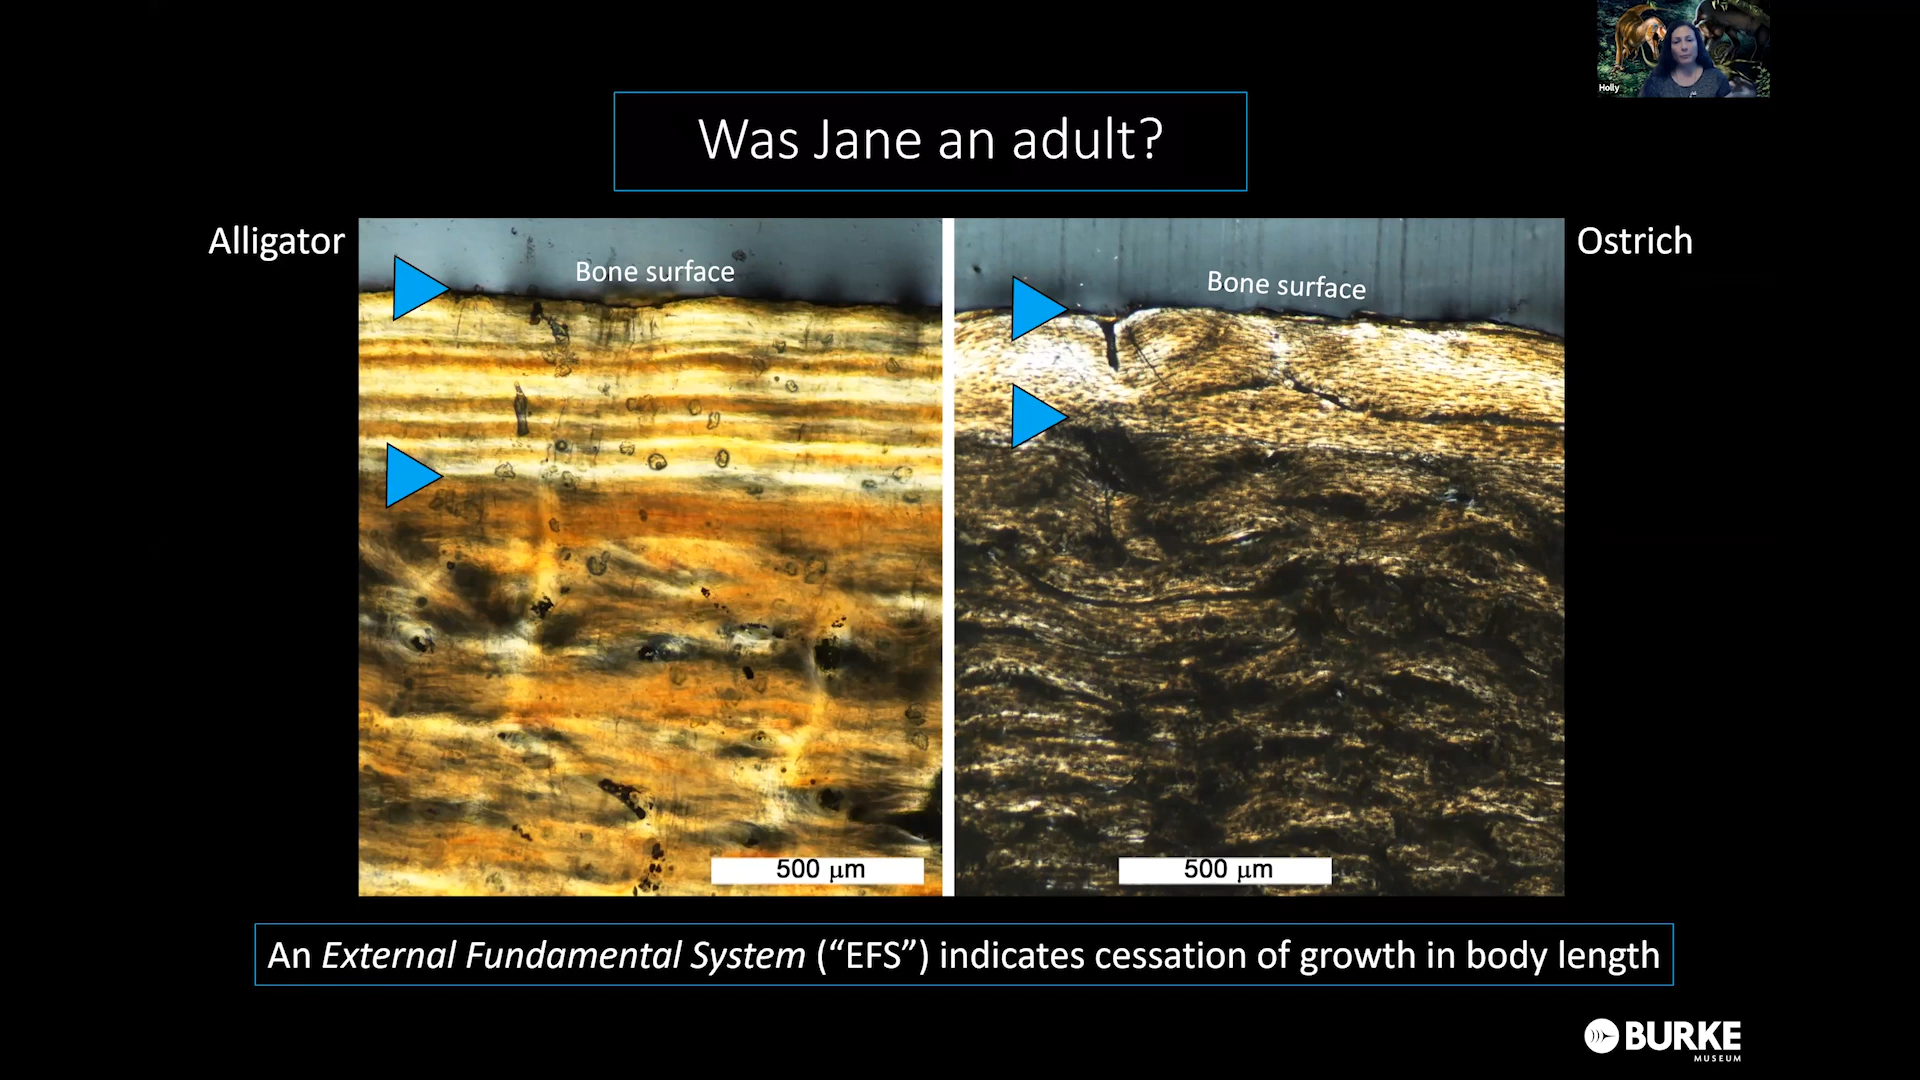 Holly
Was Jane an adult?
Alligator
Bone surface
Bone surface
Ostrich
500 μm
500 μm
An External Fundamental System (“EFS”) indicates cessation of growth in body length
BURKE
MUSEUM